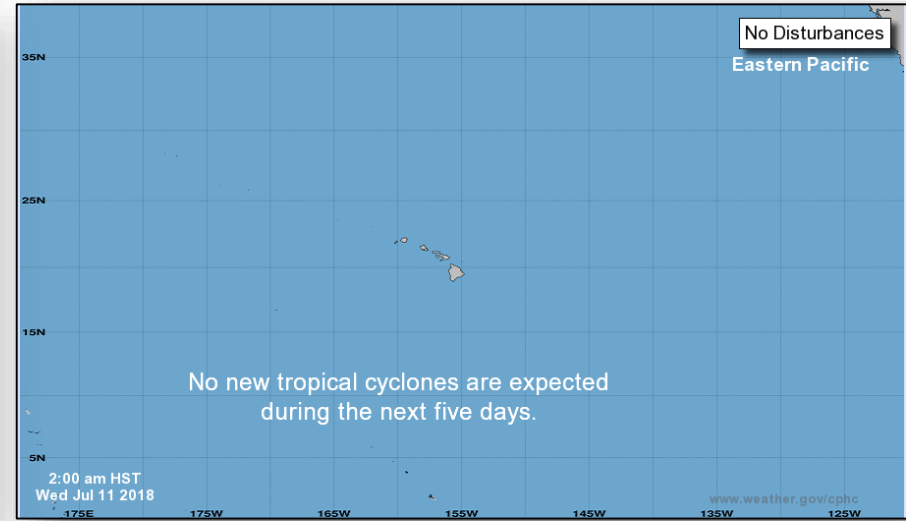 No Disturbances
Eastern Pacific
35N
25N
15N
No new tropical cyclones are expected
during the next five days.
5N
2:00 am HST
Wed Jul 11 2018
www.weather.gov/cphc
175E 175W 165W 155W 145W 135W 125W